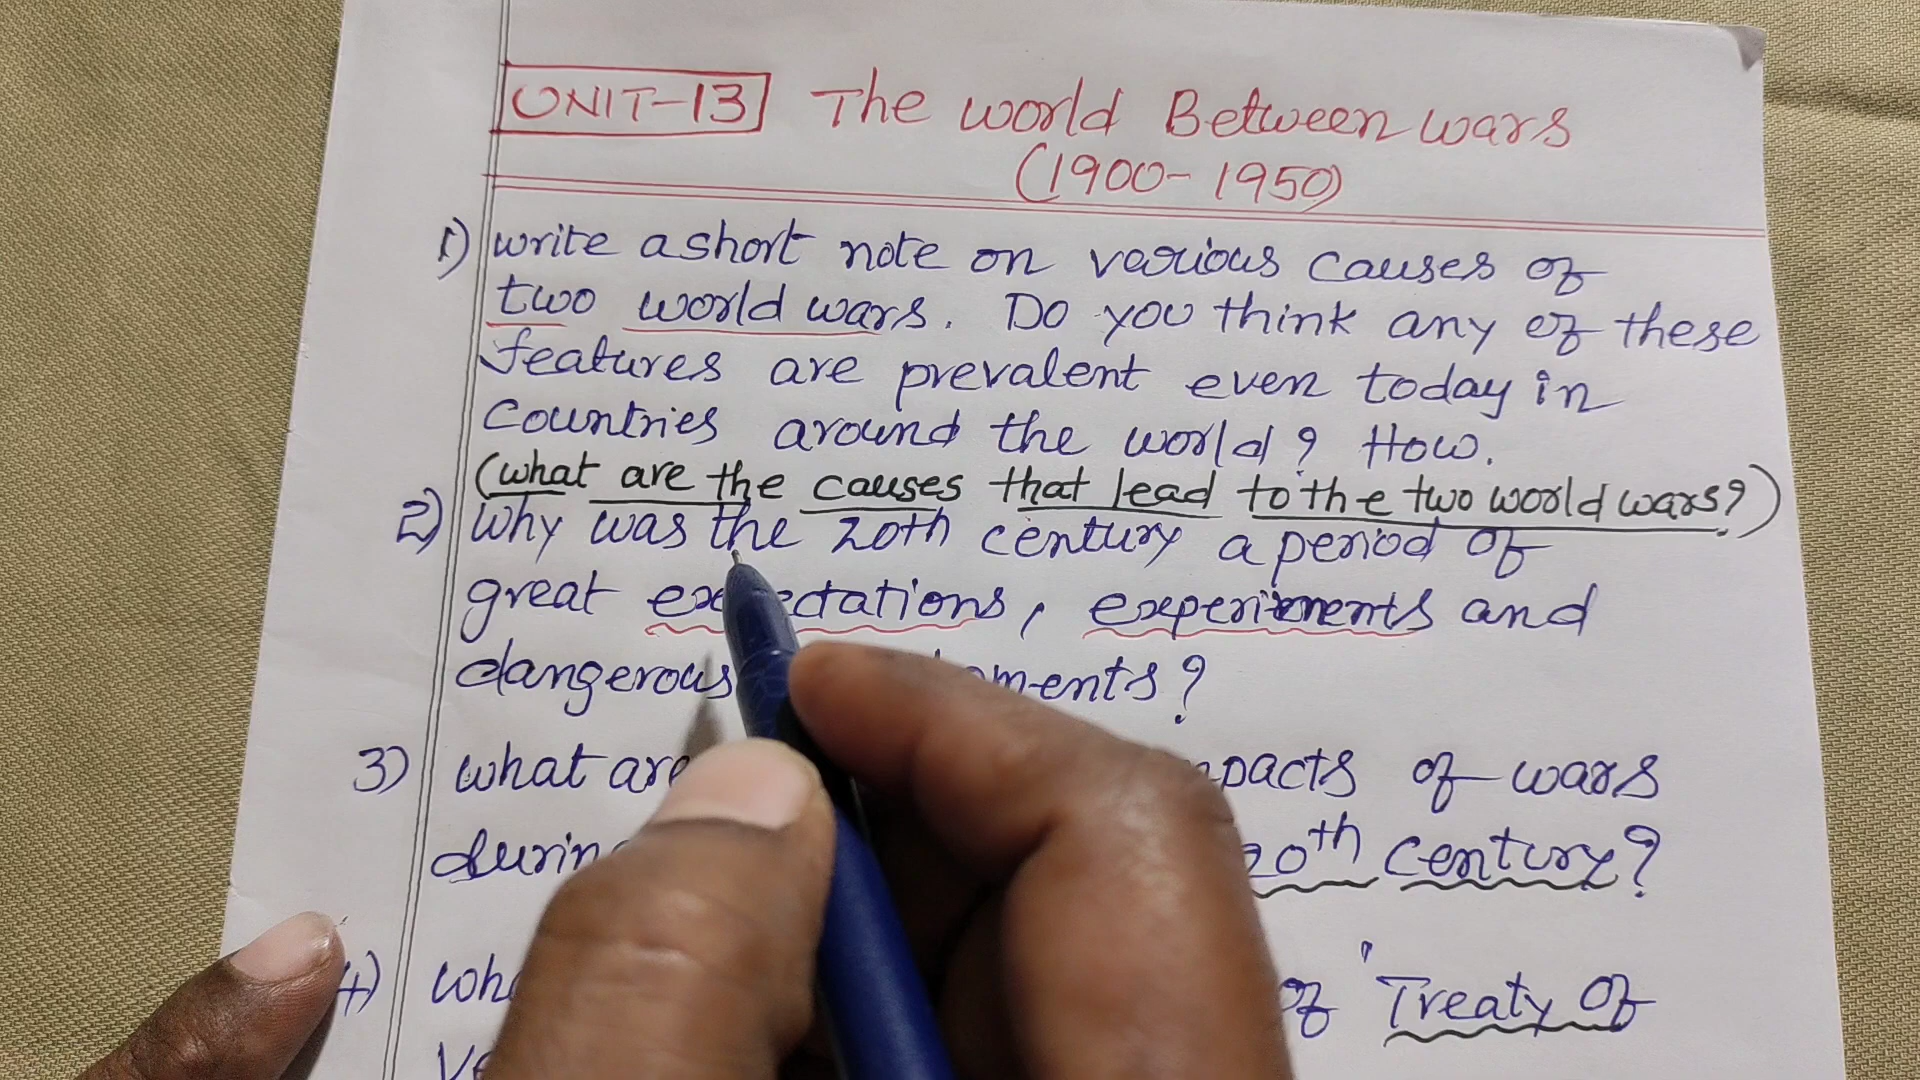 UNIT-13 The world Between wars
(1900-1950)
1) write a short note on various causes of
two world wars. Do you think any of these
features are prevalent even today in
countries around the world? How.
(what are the causes that lead to the two world wars?)
2) Why was the 20th century a period of
great expectations, experiments and
dangerous ments?
3) what are pacts of wars
during 20th century?
4) of 'Treaty of